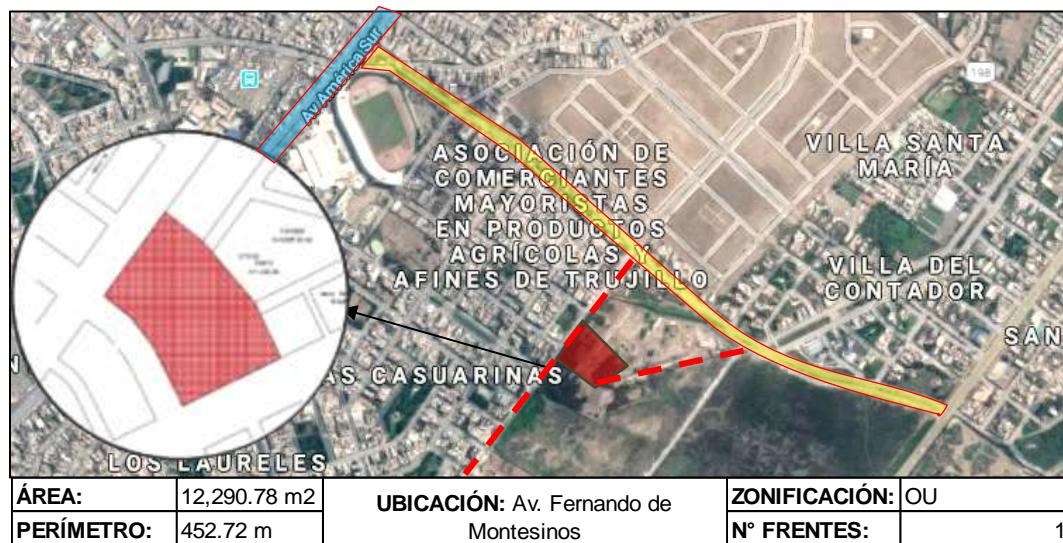 Av América Sur
198
ASOCIACIÓN DE
COMERCIANTES
MAYORISTAS
EN PRODUCTOS
AGRÍCOLAS Y
AFINES DE TRUJILLO
VILLA SANTA
MARÍA
VILLA DEL
CONTADOR
SAN
AS CASUARINAS
LOS LAURELES
N
ÁREA: 12,290.78 m2
PERÍMETRO: 452.72 m
UBICACIÓN: Av. Fernando de
Montesinos
ZONIFICACIÓN: OU
N° FRENTES: 1